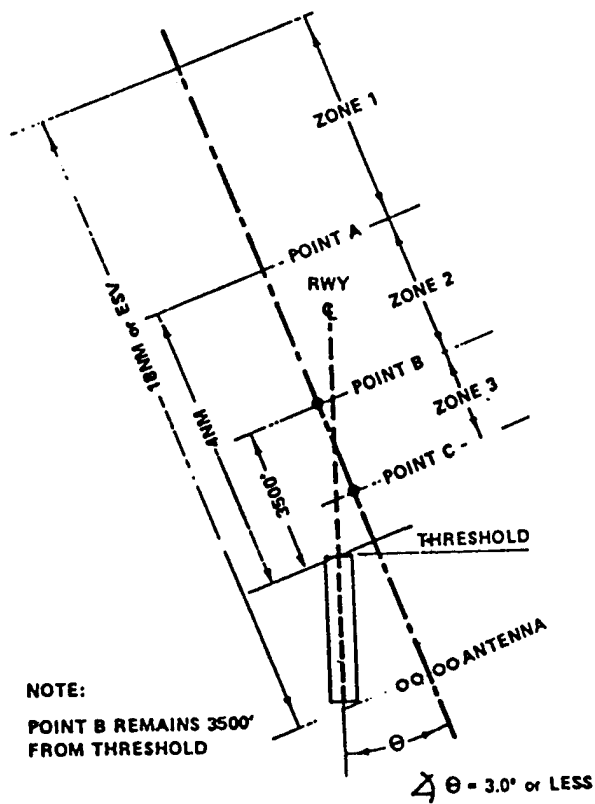 ZONE 1
POINT A
RWY
℄
ZONE 2
18NM or ESV
4NM
POINT B
ZONE 3
3500'
POINT C
THRESHOLD
ANTENNA
NOTE:
POINT B REMAINS 3500'
FROM THRESHOLD
θ
∡ θ = 3.0° or LESS